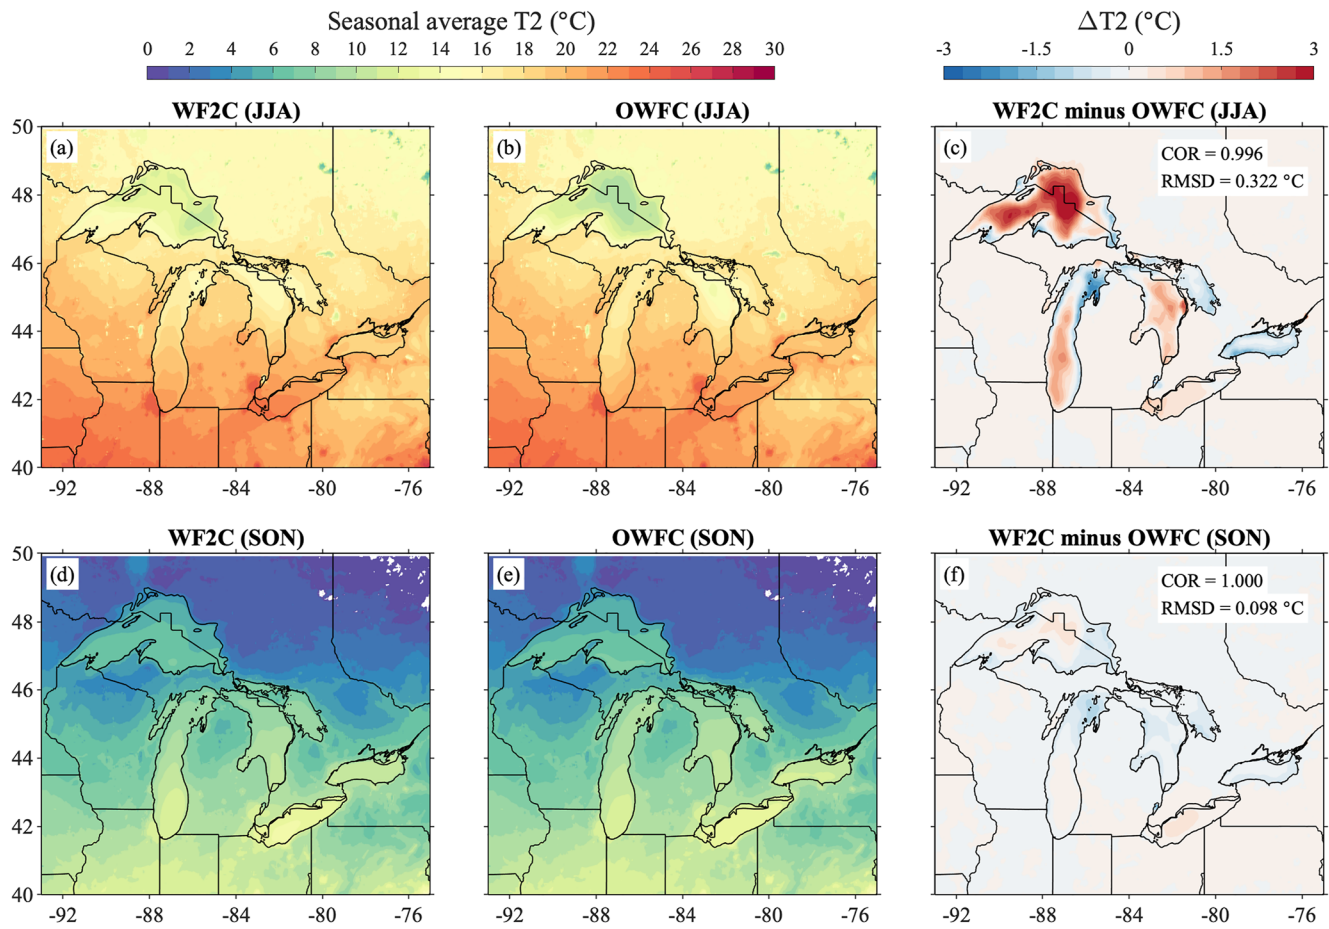 Seasonal average T2 (°C)
0 2 4 6 8 10 12 14 16 18 20 22 24 26 28 30
ΔT2 (°C)
-3 -1.5 0 1.5 3
WF2C (JJA)
OWFC (JJA)
WF2C minus OWFC (JJA)
(a)
(b)
(c)
COR = 0.996
RMSD = 0.322 °C
50
48
46
44
42
40
-92 -88 -84 -80 -76
-92 -88 -84 -80 -76
-92 -88 -84 -80 -76
WF2C (SON)
OWFC (SON)
WF2C minus OWFC (SON)
(d)
(e)
(f)
COR = 1.000
RMSD = 0.098 °C
50
48
46
44
42
40
-92 -88 -84 -80 -76
-92 -88 -84 -80 -76
-92 -88 -84 -80 -76